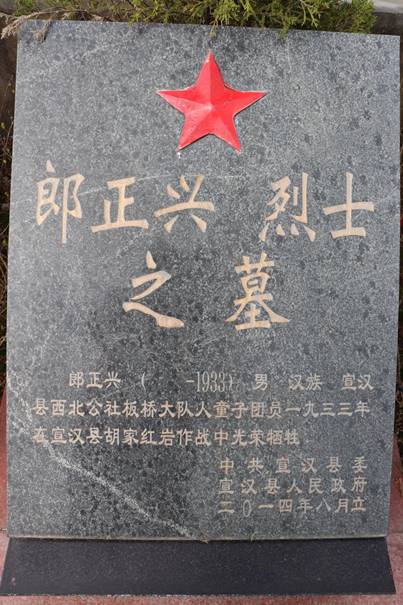 郎正兴 烈士
之墓
郎正兴（ -1933）男 汉族 宣汉
县西北公社板桥大队人童子团员一九三三年
在宣汉县胡家红岩作战中光荣牺牲.
中共宣汉县委
宣汉县人民政府
二〇一四年八月立